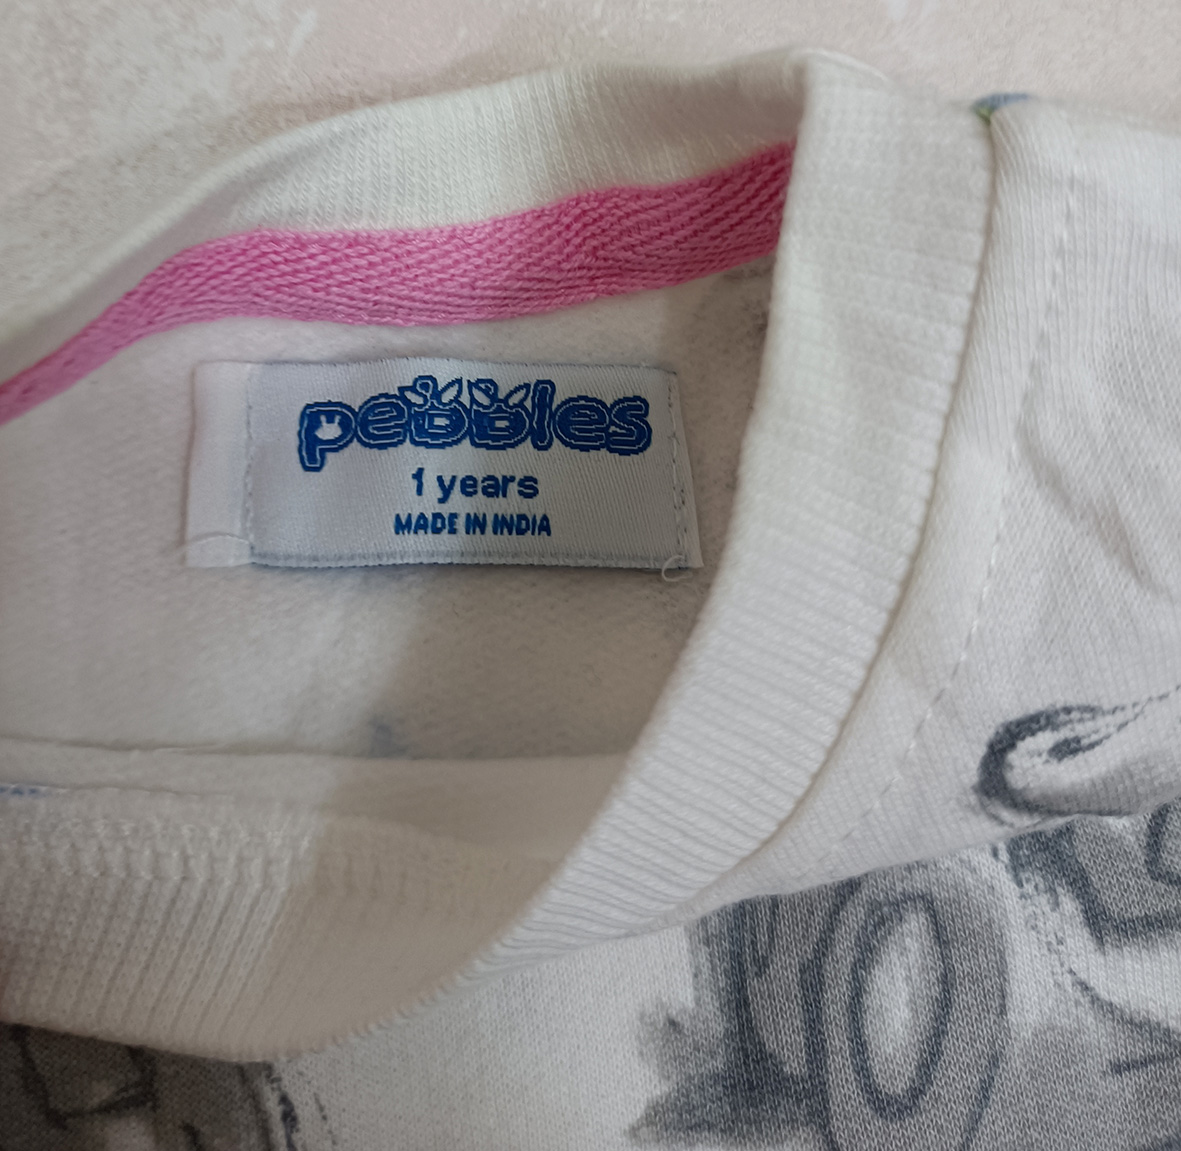 pebbles
1 years
MADE IN INDIA